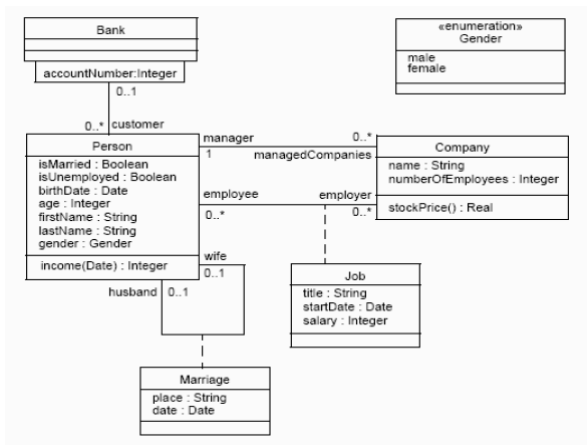 Bank
accountNumber:Integer
0..1
0..* customer
«enumeration»
Gender
male
female
Person
isMarried : Boolean
isUnemployed : Boolean
birthDate : Date
age : Integer
firstName : String
lastName : String
gender : Gender
income(Date) : Integer
manager
1
0..*
managedCompanies
employee
0..*
employer
0..*
Company
name : String
numberOfEmployees : Integer
stockPrice() : Real
wife
0..1
husband
0..1
Job
title : String
startDate : Date
salary : Integer
Marriage
place : String
date : Date